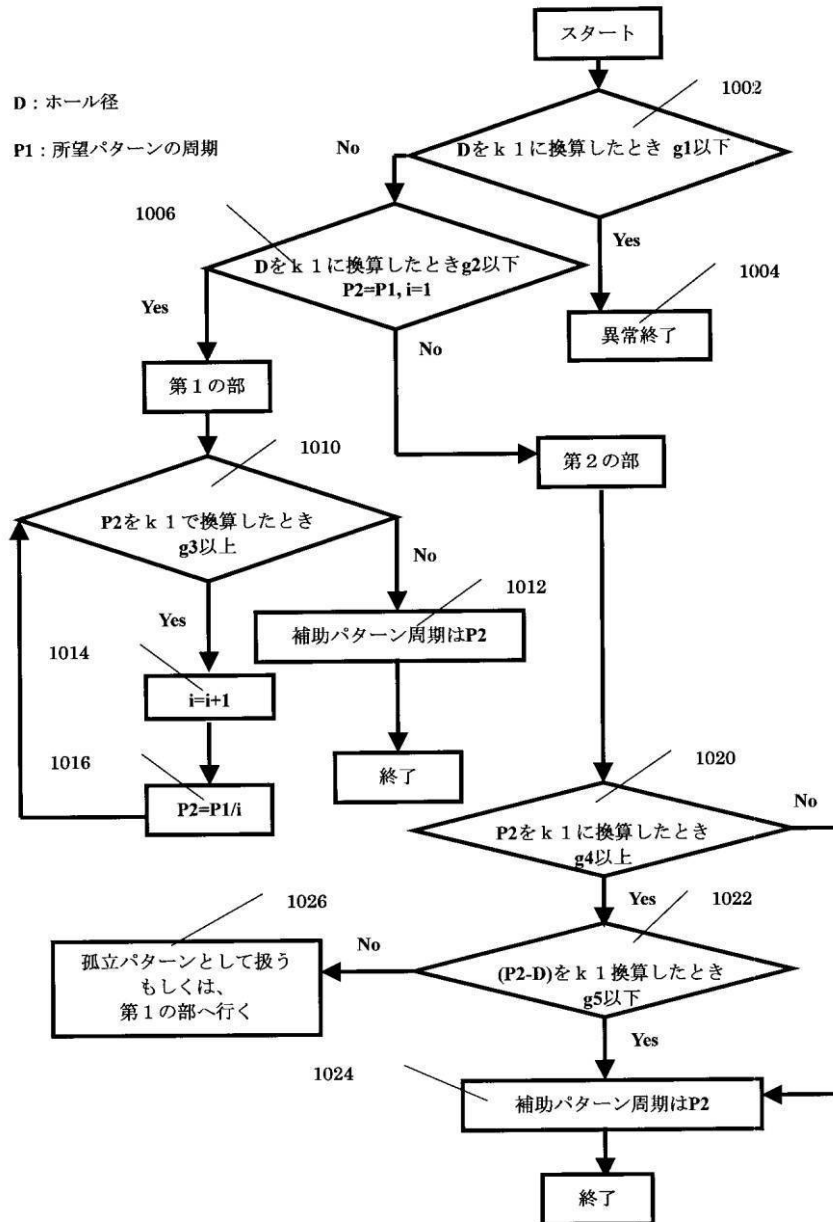 スタート
D：ホール径
1002
P1：所望パターンの周期
No
Dをｋ１に換算したとき g1以下
1006
Yes
1004
Dをｋ１に換算したときg2以下
P2=P1, i=1
異常終了
Yes
No
第１の部
1010
第２の部
P2をｋ１で換算したとき
g3以上
No
1012
Yes
補助パターン周期はP2
1014
i=i+1
1016
終了
1020
P2=P1/i
No
P2をｋ１に換算したとき
g4以上
1026
Yes
1022
No
孤立パターンとして扱う
もしくは、
第１の部へ行く
(P2-D)をｋ１換算したとき
g5以下
Yes
1024
補助パターン周期はP2
終了